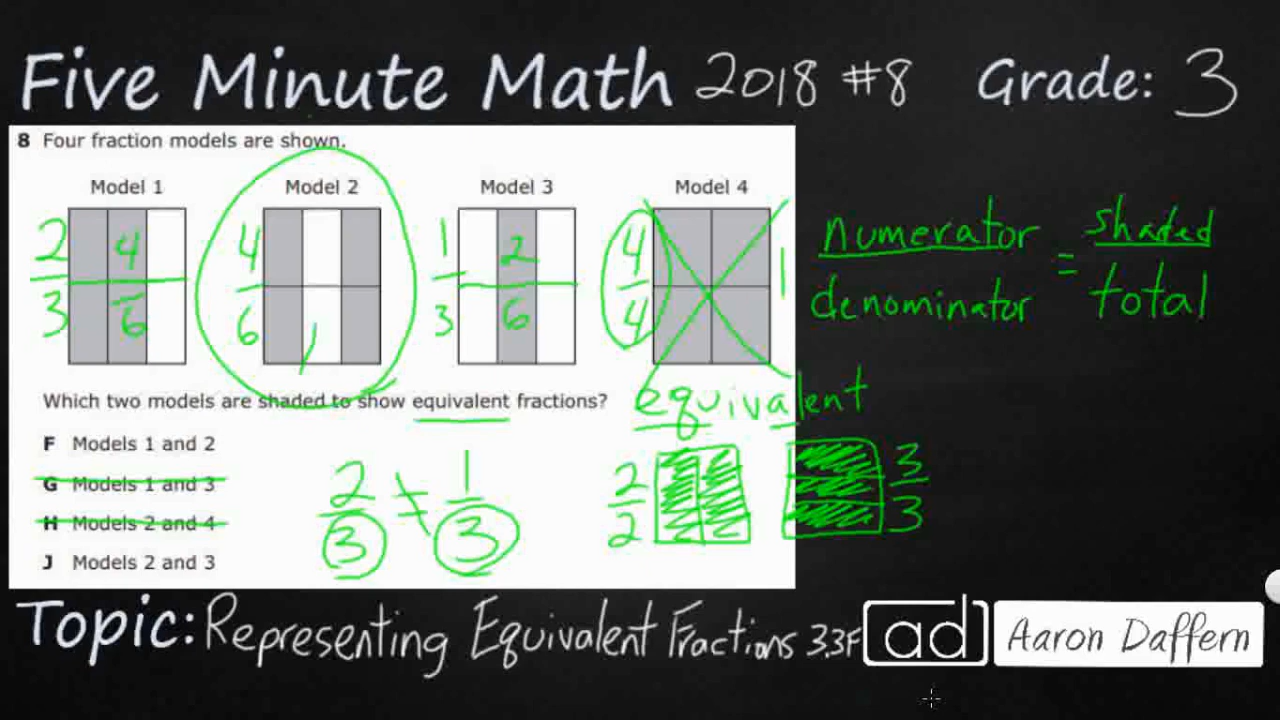 Five Minute Math 2018 #8 Grade: 3
8 Four fraction models are shown.
Model 1 Model 2 Model 3 Model 4
2/3 4/6 4/6 1/3 2/6 4/4 1
numerator/denominator = shaded/total
Which two models are shaded to show equivalent fractions?
equivalent
F Models 1 and 2
G Models 1 and 3
H Models 2 and 4
J Models 2 and 3
2/3 ≠ 1/3
2/2 3/3
Topic: Representing Equivalent Fractions 3.3F ad Aaron Daffern